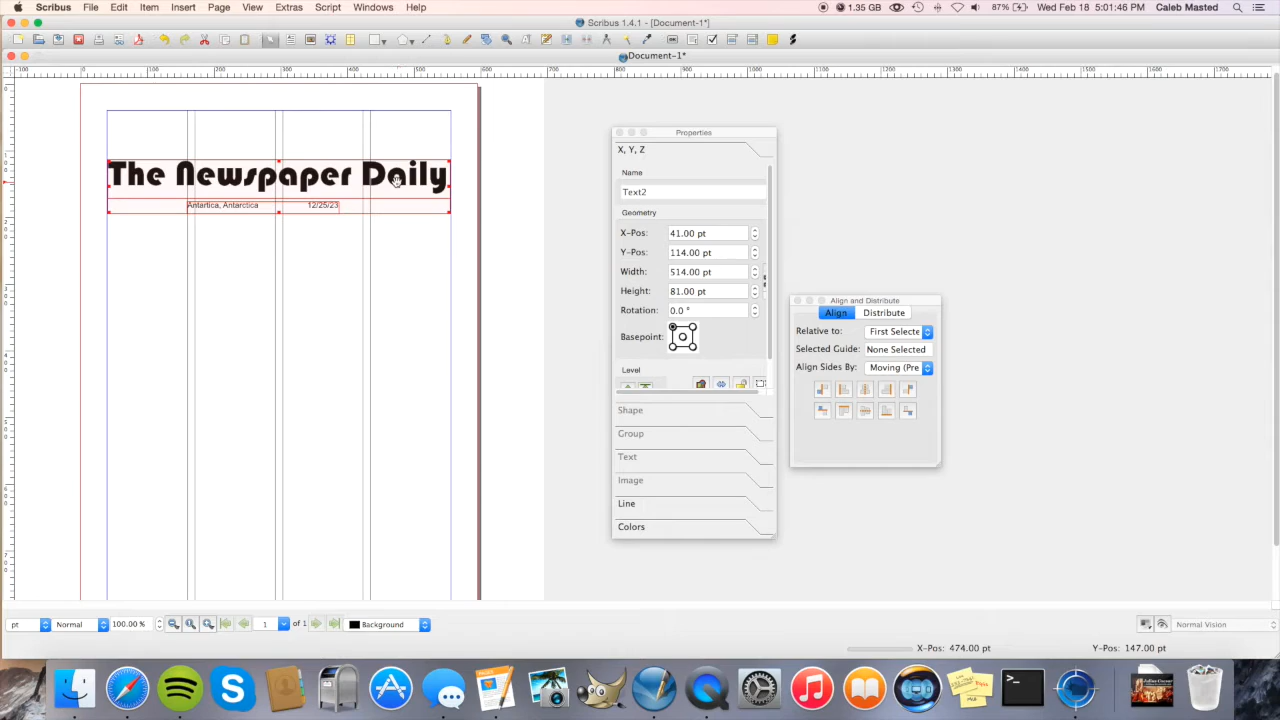 Scribus File Edit Item Insert Page View Extras Script Windows Help 1.35 GB 87% Wed Feb 18 5:01:46 PM Caleb Masted
Scribus 1.4.1 - [Document-1*]
Document-1*
The Newspaper Daily
Antartica, Antarctica 12/25/23
Properties
X, Y, Z
Name
Text2
Geometry
X-Pos: 41.00 pt
Y-Pos: 114.00 pt
Width: 514.00 pt
Height: 81.00 pt
Rotation: 0.0 °
Basepoint:
Level
Shape
Group
Text
Image
Line
Colors
Align and Distribute
Align Distribute
Relative to: First Selecte
Selected Guide: None Selected
Align Sides By: Moving (Pre
pt Normal 100.00 % 1 of 1 Background Normal Vision
X-Pos: 474.00 pt Y-Pos: 147.00 pt